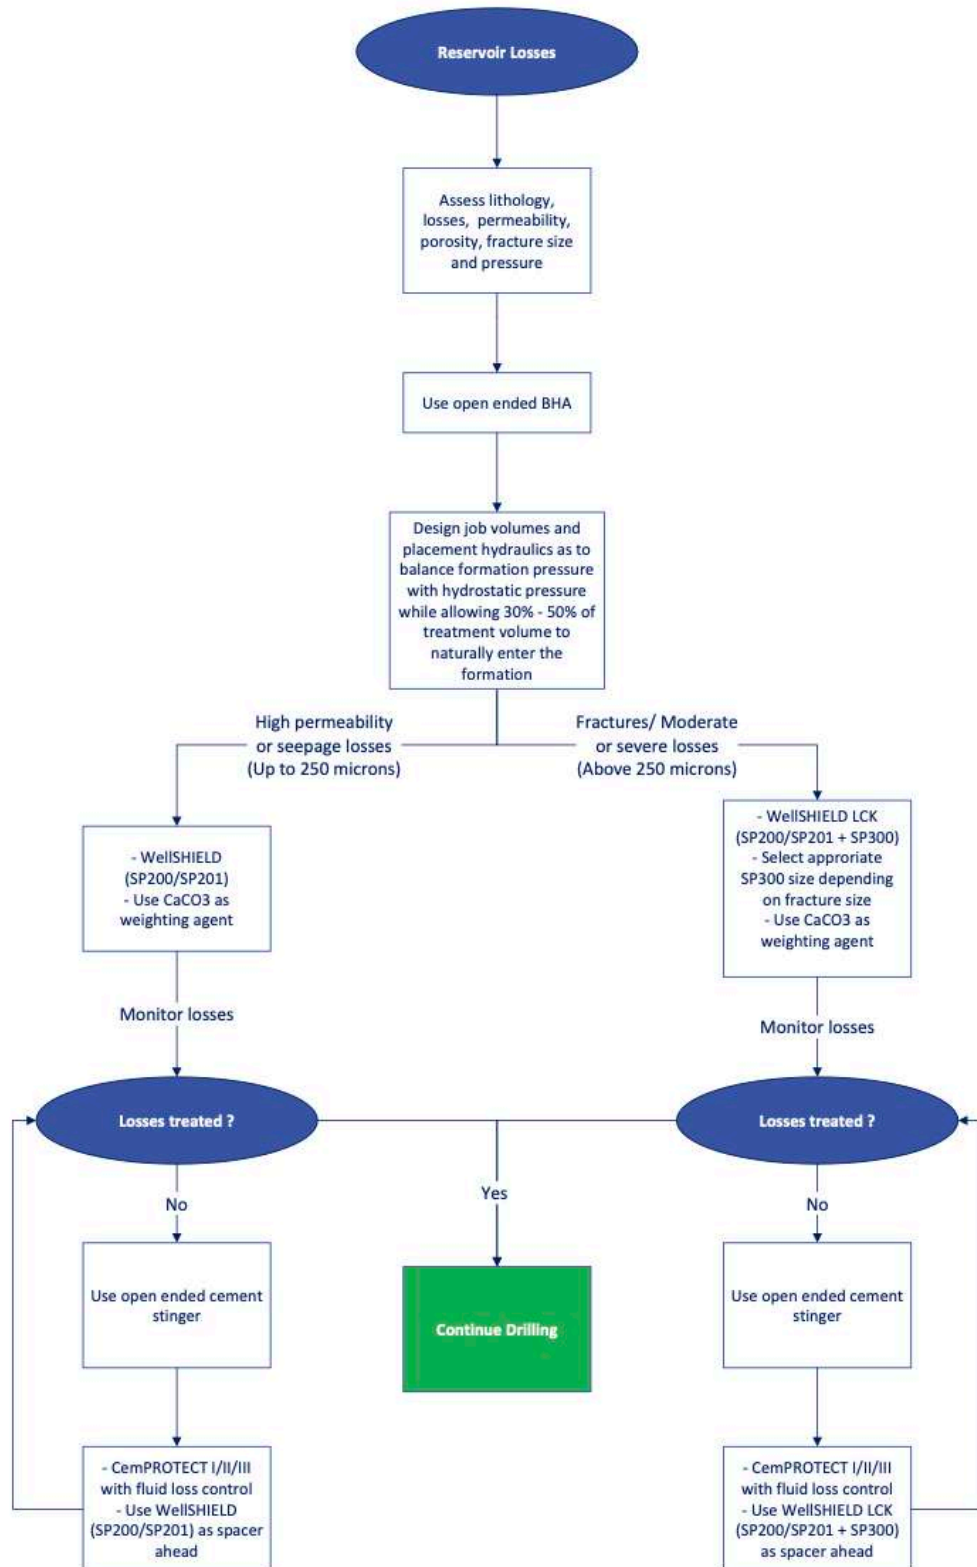 Reservoir Losses
Assess lithology,
losses, permeability,
porosity, fracture size
and pressure
Use open ended BHA
Design job volumes and
placement hydraulics as to
balance formation pressure
with hydrostatic pressure
while allowing 30% - 50% of
treatment volume to
naturally enter the
formation
High permeability
or seepage losses
(Up to 250 microns)
Fractures/ Moderate
or severe losses
(Above 250 microns)
- WellSHIELD
(SP200/SP201)
- Use CaCO3 as
weighting agent
- WellSHIELD LCK
(SP200/SP201 + SP300)
- Select approriate
SP300 size depending
on fracture size
- Use CaCO3 as
weighting agent
Monitor losses
Monitor losses
Losses treated ?
Losses treated ?
No
Yes
No
Use open ended cement
stinger
Continue Drilling
Use open ended cement
stinger
- CemPROTECT I/II/III
with fluid loss control
- Use WellSHIELD
(SP200/SP201) as spacer
ahead
- CemPROTECT I/II/III
with fluid loss control
- Use WellSHIELD LCK
(SP200/SP201 + SP300)
as spacer ahead